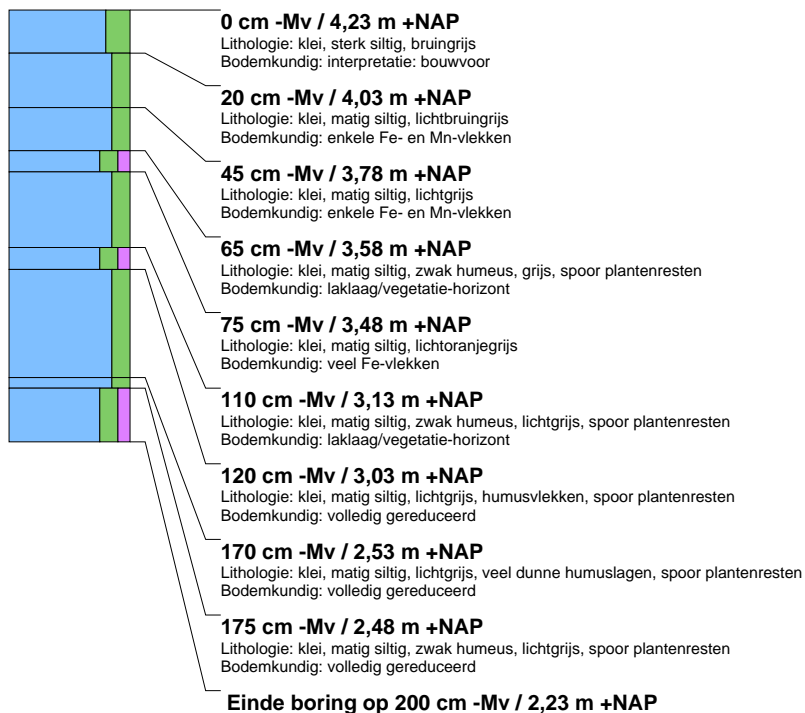 0 cm -Mv / 4,23 m +NAP
Lithologie: klei, sterk siltig, bruingrijs
Bodemkundig: interpretatie: bouwvoor
20 cm -Mv / 4,03 m +NAP
Lithologie: klei, matig siltig, lichtbruingrijs
Bodemkundig: enkele Fe- en Mn-vlekken
45 cm -Mv / 3,78 m +NAP
Lithologie: klei, matig siltig, lichtgrijs
Bodemkundig: enkele Fe- en Mn-vlekken
65 cm -Mv / 3,58 m +NAP
Lithologie: klei, matig siltig, zwak humeus, grijs, spoor plantenresten
Bodemkundig: laklaag/vegetatie-horizont
75 cm -Mv / 3,48 m +NAP
Lithologie: klei, matig siltig, lichtoranjegrijs
Bodemkundig: veel Fe-vlekken
110 cm -Mv / 3,13 m +NAP
Lithologie: klei, matig siltig, zwak humeus, lichtgrijs, spoor plantenresten
Bodemkundig: laklaag/vegetatie-horizont
120 cm -Mv / 3,03 m +NAP
Lithologie: klei, matig siltig, lichtgrijs, humusvlekken, spoor plantenresten
Bodemkundig: volledig gereduceerd
170 cm -Mv / 2,53 m +NAP
Lithologie: klei, matig siltig, lichtgrijs, veel dunne humuslagen, spoor plantenresten
Bodemkundig: volledig gereduceerd
175 cm -Mv / 2,48 m +NAP
Lithologie: klei, matig siltig, zwak humeus, lichtgrijs, spoor plantenresten
Bodemkundig: volledig gereduceerd
Einde boring op 200 cm -Mv / 2,23 m +NAP